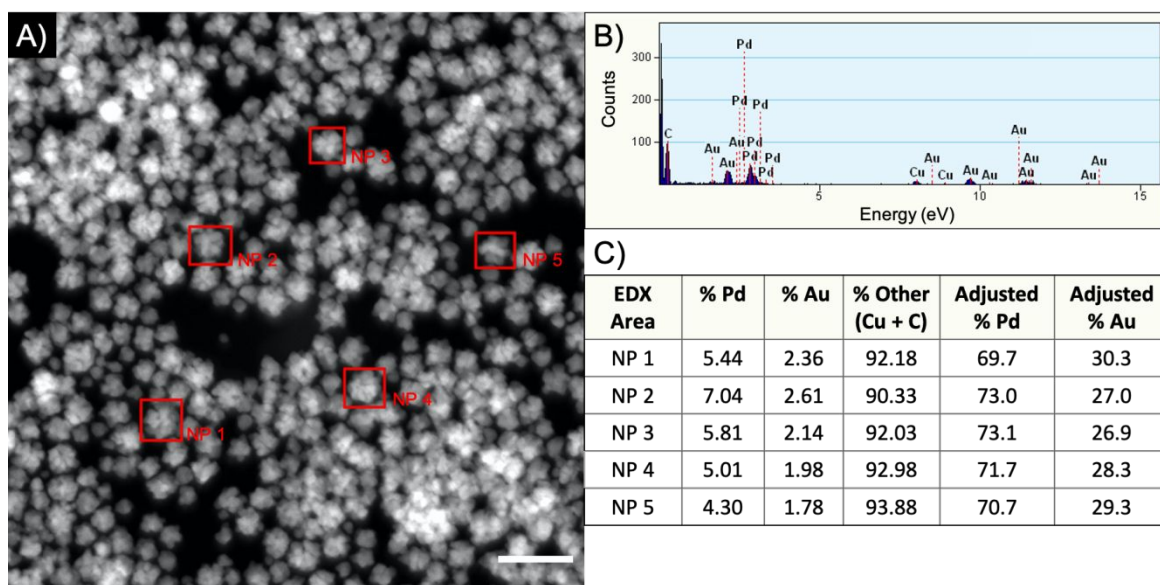 A)
NP 3
NP 2
NP 5
NP 4
NP 1
B)
Counts
300
200
100
C
Au
Au
Au
Pd
Pd
Pd
Pd
Pd
Pd
Cu
Au
Cu
Au
Au
Au
Au
Au
Au
Au
5
10
15
Energy (eV)
C)
EDX Area % Pd % Au % Other (Cu + C) Adjusted % Pd Adjusted % Au
NP 1 5.44 2.36 92.18 69.7 30.3
NP 2 7.04 2.61 90.33 73.0 27.0
NP 3 5.81 2.14 92.03 73.1 26.9
NP 4 5.01 1.98 92.98 71.7 28.3
NP 5 4.30 1.78 93.88 70.7 29.3